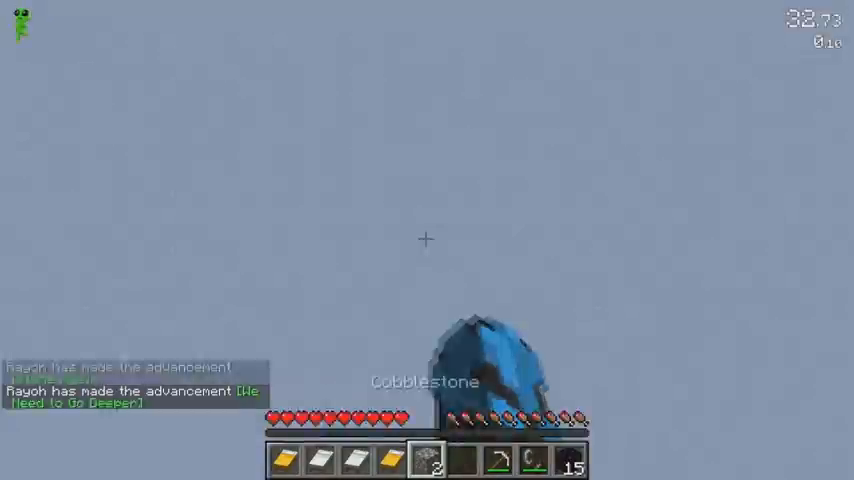 32.73
0.10
Rayoh has made the advancement
Rayoh has made the advancement [We
Need to Go Deeper]
Cobblestone
2
15